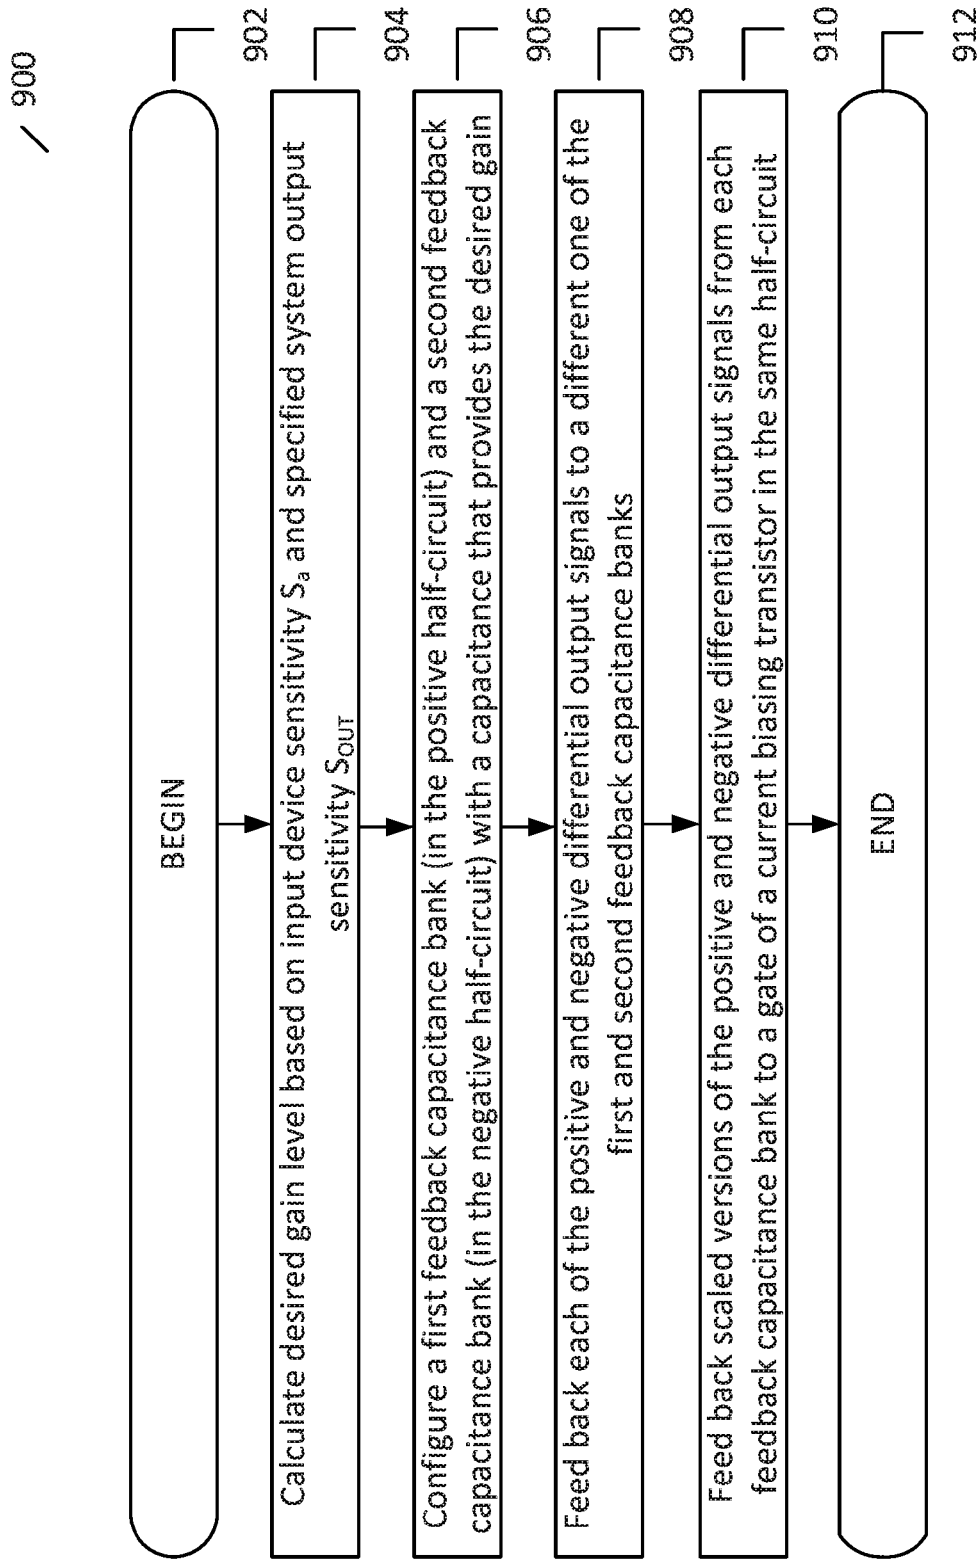 900
BEGIN
902
Calculate desired gain level based on input device sensitivity Sa and specified system output
sensitivity SOUT
904
Configure a first feedback capacitance bank (in the positive half-circuit) and a second feedback
capacitance bank (in the negative half-circuit) with a capacitance that provides the desired gain
906
Feed back each of the positive and negative differential output signals to a different one of the
first and second feedback capacitance banks
908
Feed back scaled versions of the positive and negative differential output signals from each
feedback capacitance bank to a gate of a current biasing transistor in the same half-circuit
910
END
912